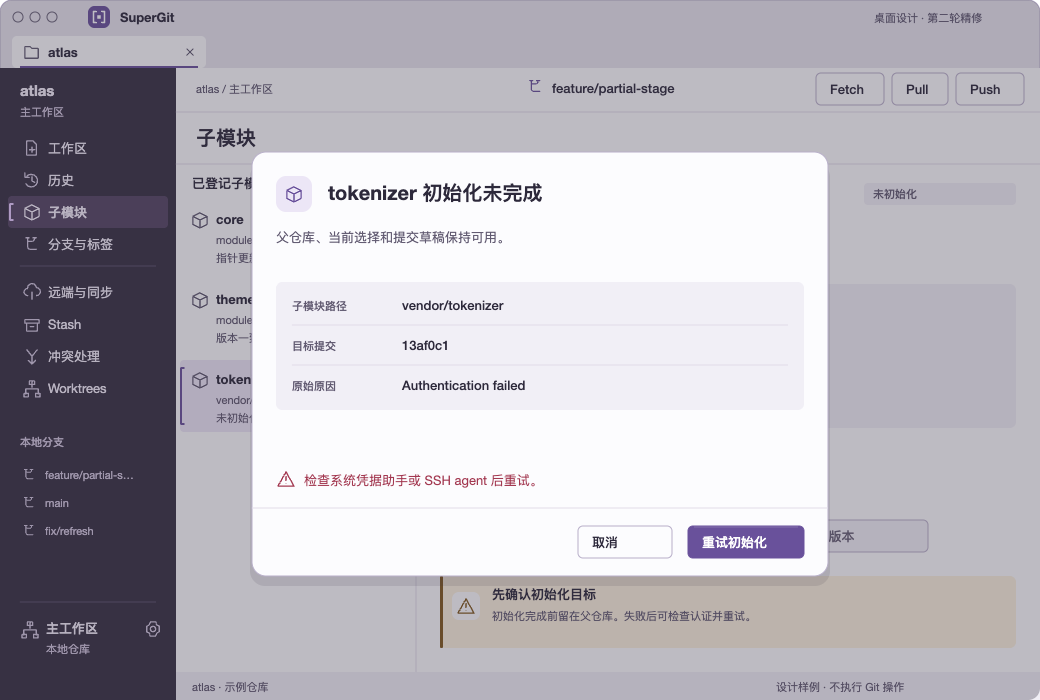 SuperGit
桌面设计 · 第二轮精修
atlas
atlas
主工作区
工作区
历史
子模块
分支与标签
远端与同步
Stash
冲突处理
Worktrees
本地分支
feature/partial-s...
main
fix/refresh
主工作区
本地仓库
atlas / 主工作区
feature/partial-stage
Fetch
Pull
Push
子模块
已登记子
core
module
指针更
theme
module
版本一
token
vendor/
未初始
未初始化
tokenizer 初始化未完成
父仓库、当前选择和提交草稿保持可用。
子模块路径
vendor/tokenizer
目标提交
13af0c1
原始原因
Authentication failed
检查系统凭据助手或 SSH agent 后重试。
取消
重试初始化
版本
先确认初始化目标
初始化完成前留在父仓库。失败后可检查认证并重试。
atlas · 示例仓库
设计样例 · 不执行 Git 操作